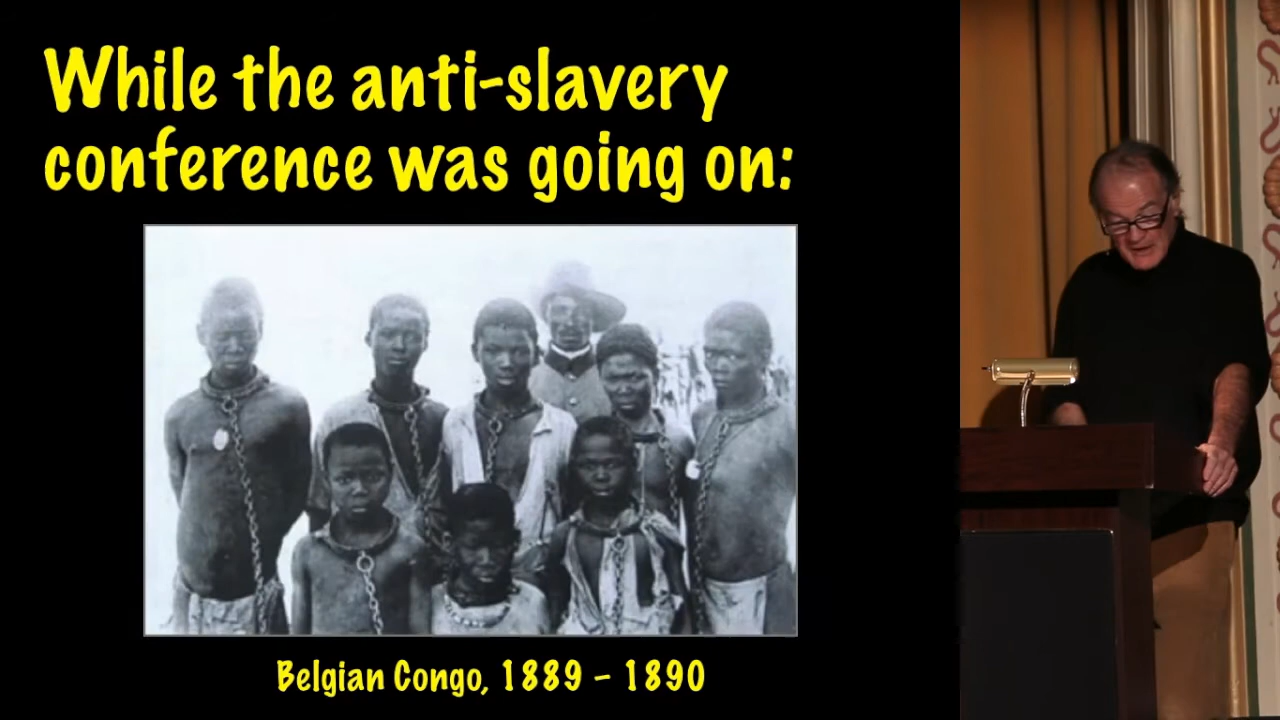 While the anti-slavery
conference was going on:
Belgian Congo, 1889 – 1890